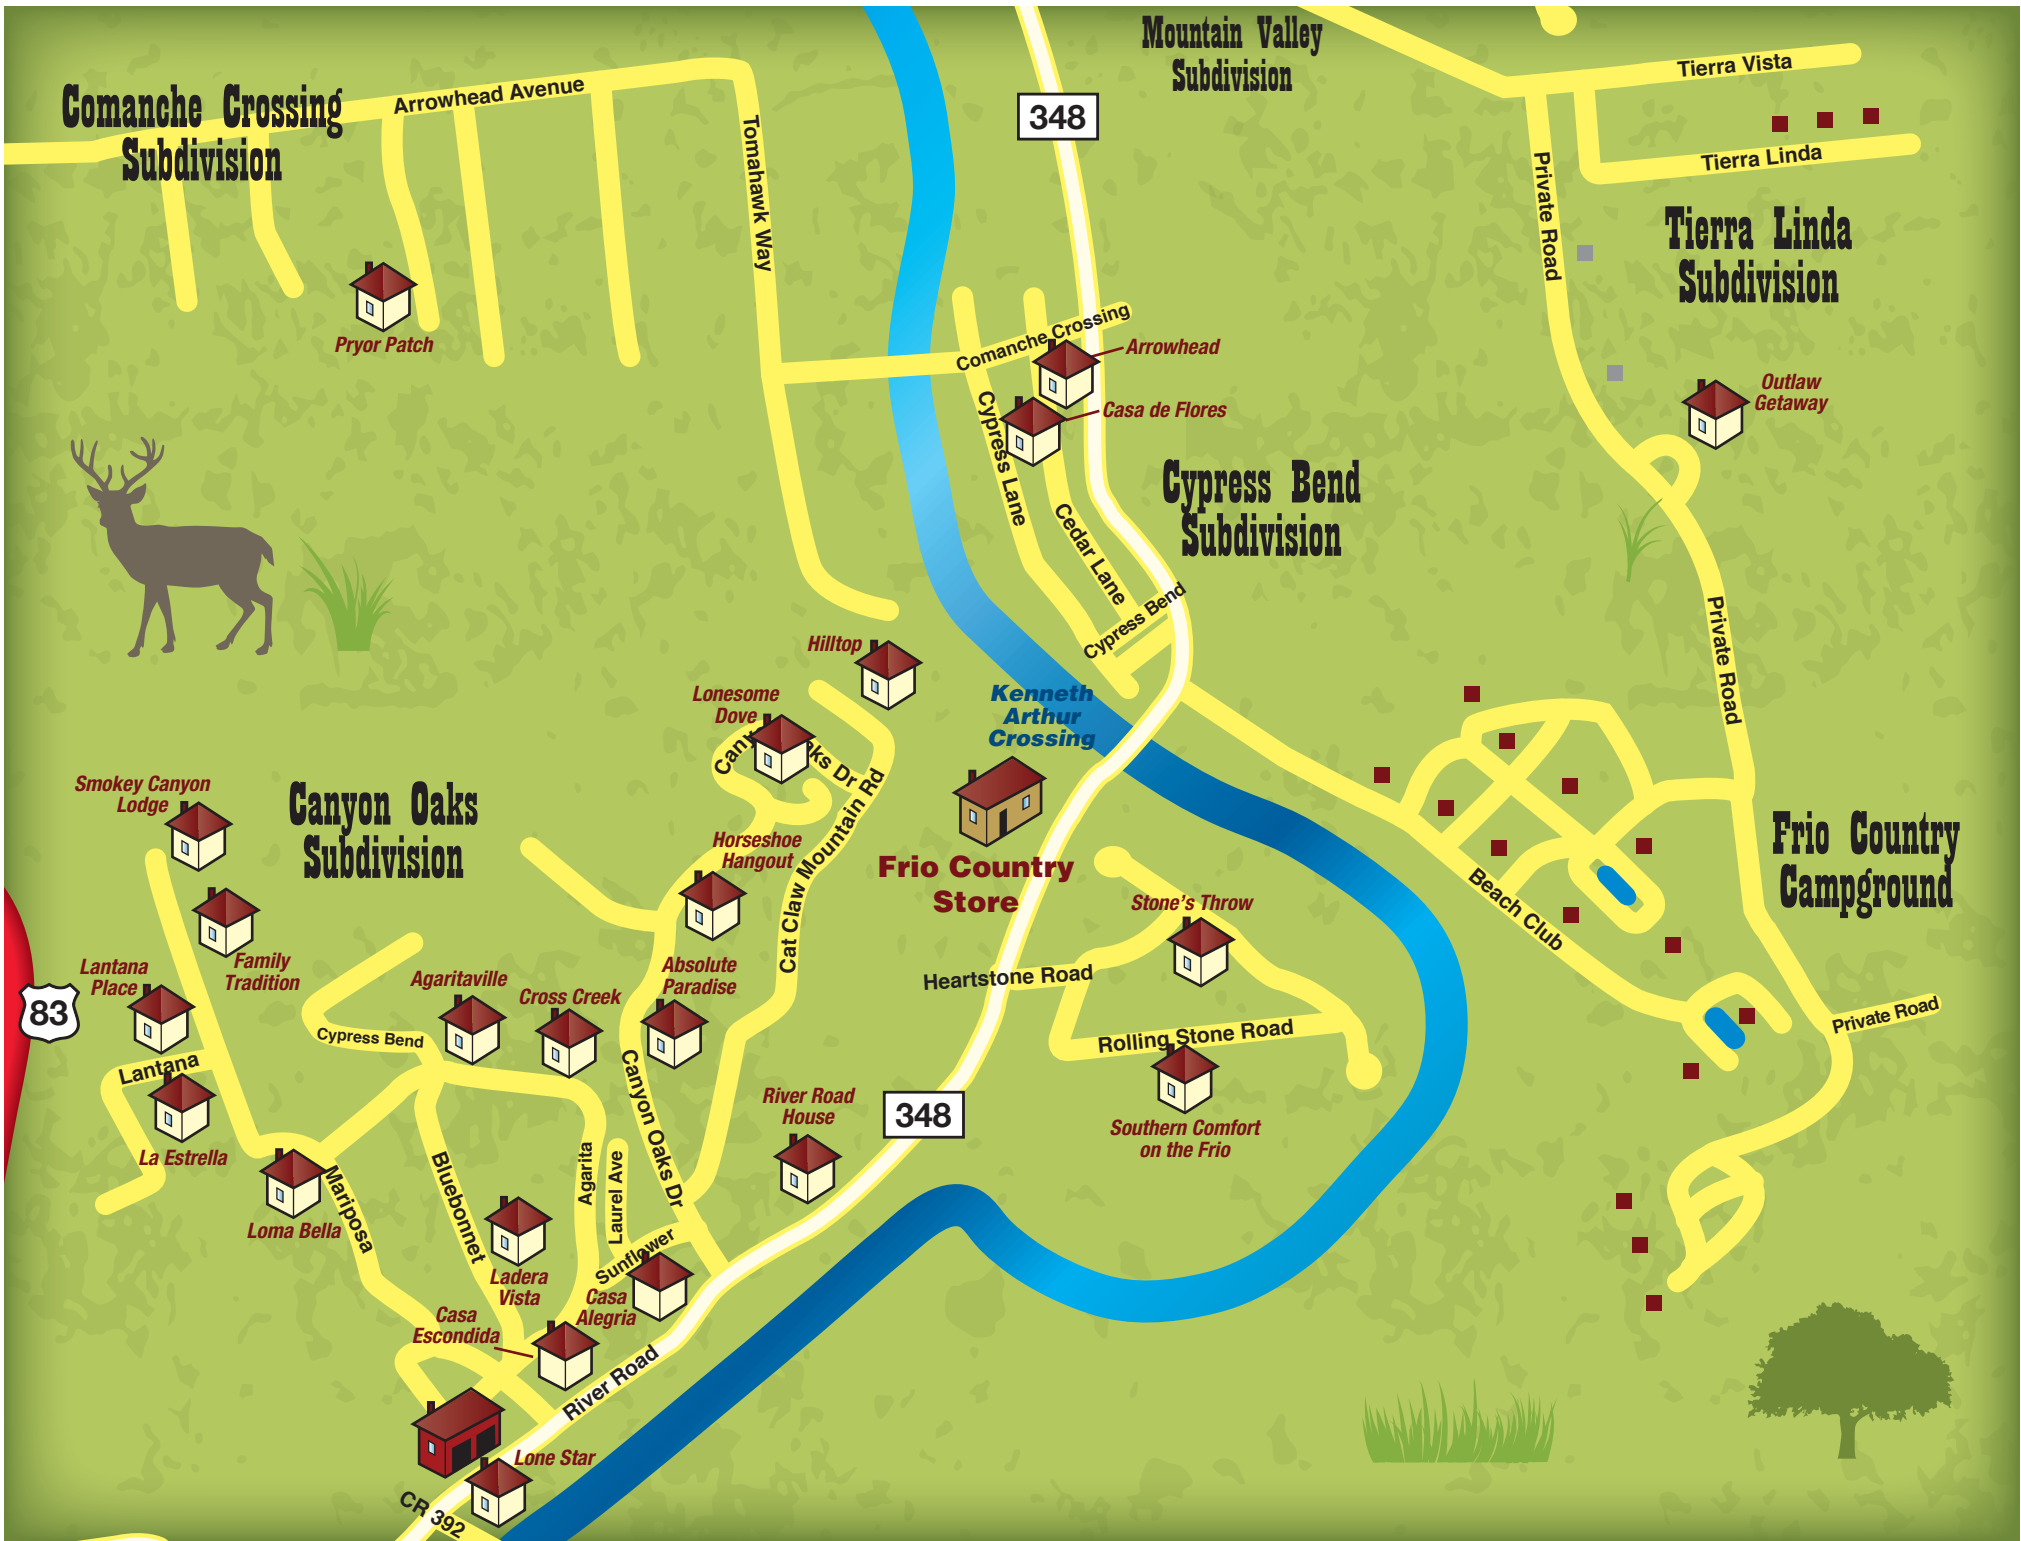 Mountain Valley
Subdivision
Tierra Vista
Comanche Crossing
Subdivision
Arrowhead Avenue
348
Tomahawk Way
Tierra Linda
Private Road
Tierra Linda
Subdivision
Pryor Patch
Comanche Crossing
Arrowhead
Outlaw
Getaway
Casa de Flores
Cypress Lane
Cypress Bend
Subdivision
Cedar Lane
Cypress Bend
Private Road
Hilltop
Lonesome
Dove
Kenneth
Arthur
Crossing
Canyon Oaks Dr
Smokey Canyon
Lodge
Canyon Oaks
Subdivision
Cat Claw Mountain Rd
Horseshoe
Hangout
Frio Country
Store
Frio Country
Campground
Beach Club
Stone's Throw
Family
Tradition
Lantana
Place
Agaritaville
Cross Creek
Absolute
Paradise
Heartstone Road
83
Cypress Bend
Private Road
Rolling Stone Road
Lantana
Canyon Oaks Dr
River Road
House
348
Southern Comfort
on the Frio
La Estrella
Loma Bella
Mariposa
Bluebonnet
Agarita
Laurel Ave
Sunflower
Ladera
Vista
Casa
Alegria
Casa
Escondida
River Road
Lone Star
CR 392